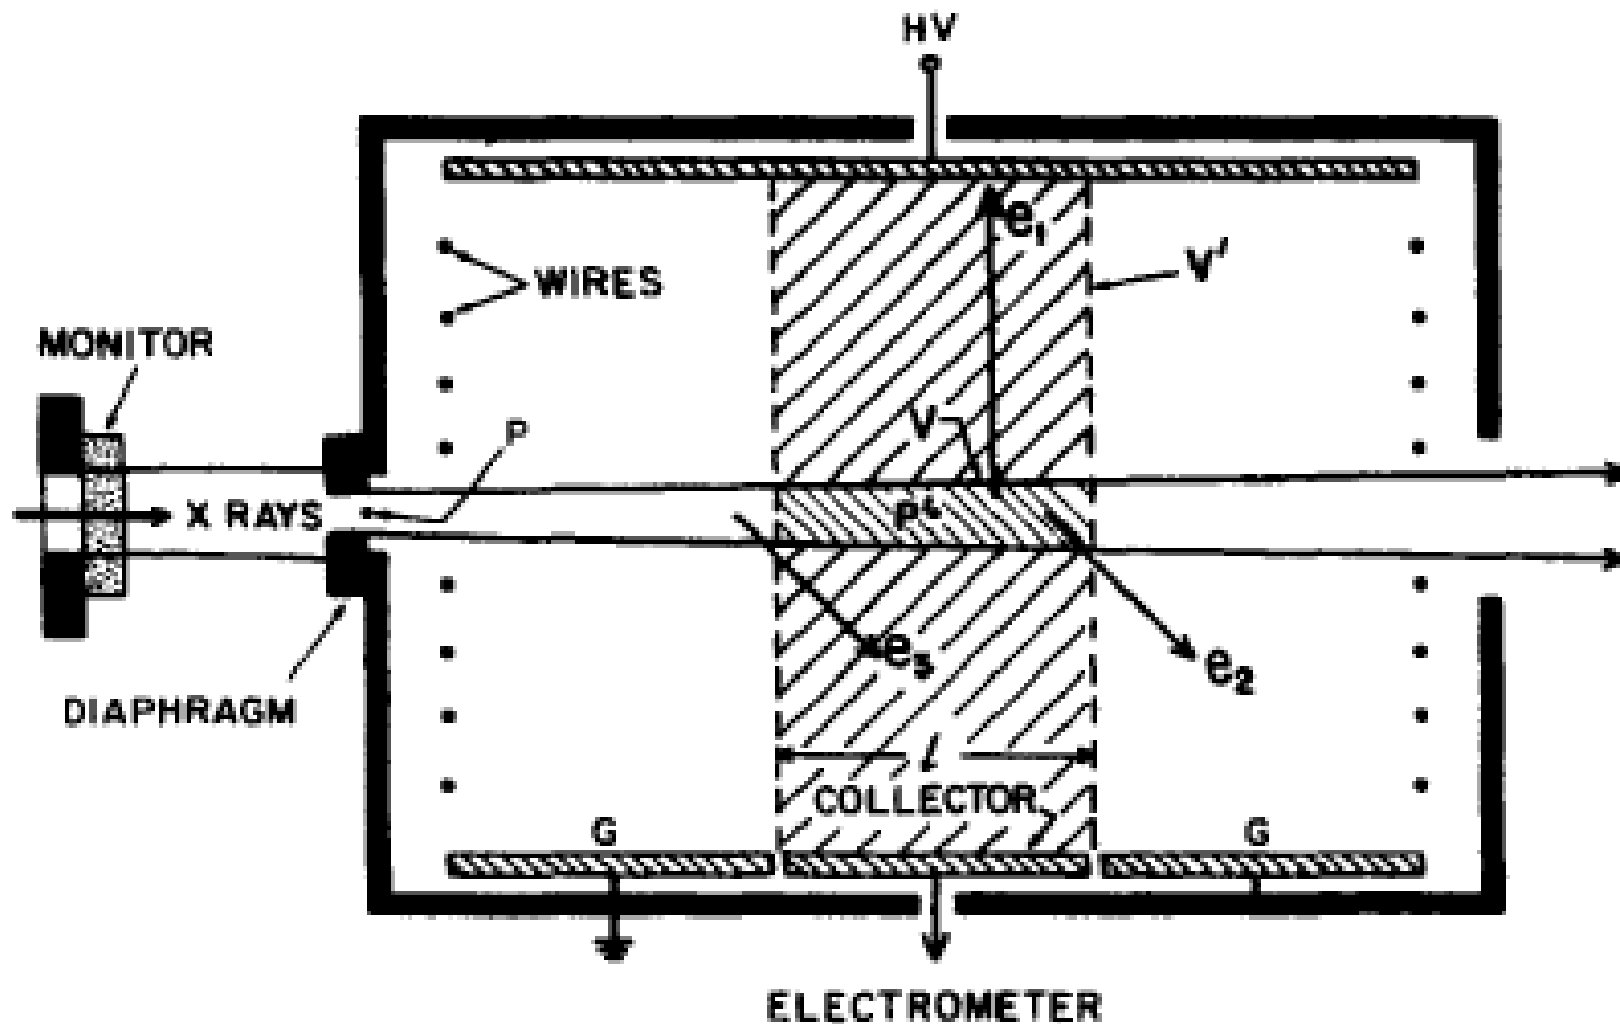 HV
e₁
V'
WIRES
MONITOR
V
P
X RAYS
e₃
e₂
DIAPHRAGM
COLLECTOR
G
G
ELECTROMETER